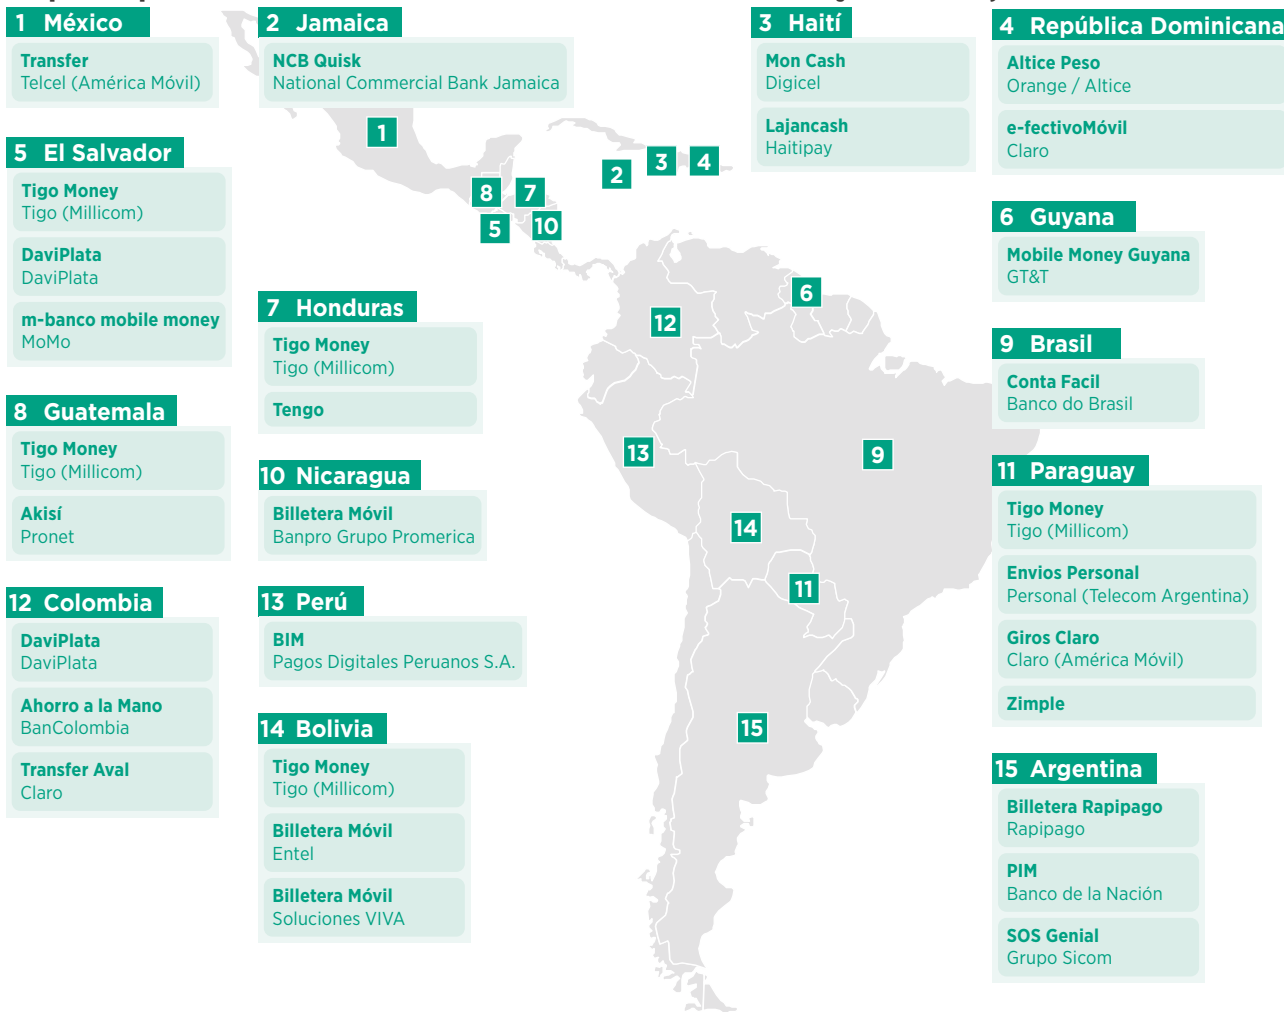 1 México
Transfer
Telcel (América Móvil)
2 Jamaica
NCB Quisk
National Commercial Bank Jamaica
3 Haití
Mon Cash
Digicel
Lajancash
Haitipay
4 República Dominicana
Altice Peso
Orange / Altice
e-fectivoMóvil
Claro
5 El Salvador
Tigo Money
Tigo (Millicom)
DaviPlata
DaviPlata
m-banco mobile money
MoMo
6 Guyana
Mobile Money Guyana
GT&T
7 Honduras
Tigo Money
Tigo (Millicom)
Tengo
8 Guatemala
Tigo Money
Tigo (Millicom)
Akisí
Pronet
9 Brasil
Conta Facil
Banco do Brasil
10 Nicaragua
Billetera Móvil
Banpro Grupo Promerica
11 Paraguay
Tigo Money
Tigo (Millicom)
Envios Personal
Personal (Telecom Argentina)
Giros Claro
Claro (América Móvil)
Zimple
12 Colombia
DaviPlata
DaviPlata
Ahorro a la Mano
BanColombia
Transfer Aval
Claro
13 Perú
BIM
Pagos Digitales Peruanos S.A.
14 Bolivia
Tigo Money
Tigo (Millicom)
Billetera Móvil
Entel
Billetera Móvil
Soluciones VIVA
15 Argentina
Billetera Rapipago
Rapipago
PIM
Banco de la Nación
SOS Genial
Grupo Sicom
1
2
3
4
8
7
5
10
6
12
13
9
14
11
15